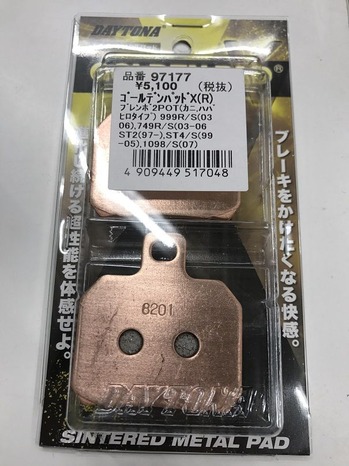 DAYTONA
品番 97177
¥5,100 (税抜)
ｺﾞｰﾙﾃﾞﾝﾊﾟｯﾄﾞX(R)
ﾌﾞﾚﾝﾎﾞ2POT(ｶﾆ,ﾊﾊﾞ
ﾋﾛﾀｲﾌﾟ) 999R/S(03
06),749R/S(03-06
ST2(97-),ST4/S(99
-05),1098/S(07)
4 909449 517048
ブレーキをかけたくなる快感。
続ける超性能を体感せよ。
8201
DAYTONA
SINTERED METAL PAD